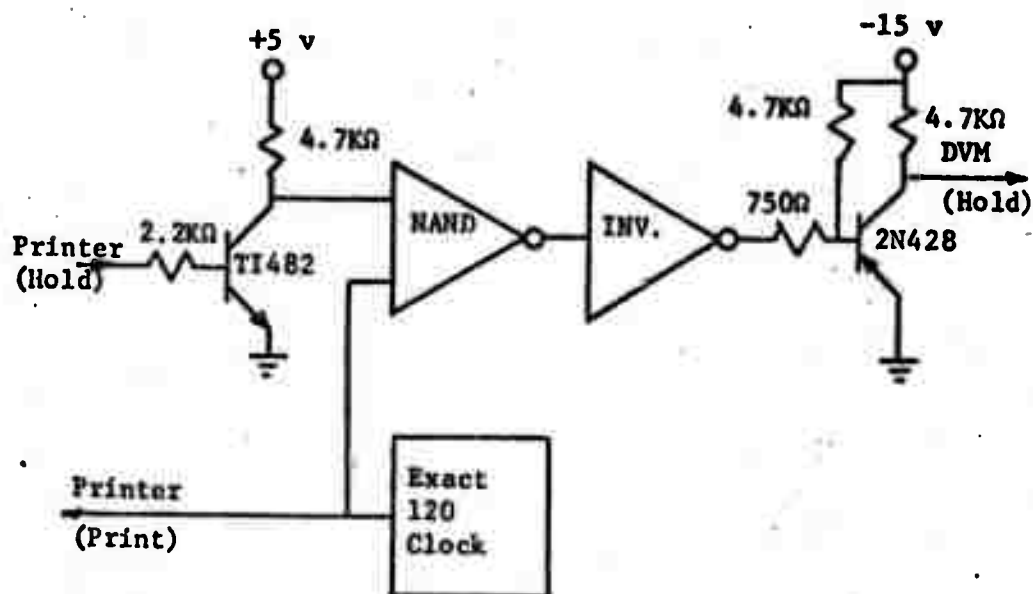 +5 v
-15 v
4.7KΩ
4.7KΩ
4.7KΩ
DVM
(Hold)
Printer
(Hold)
2.2KΩ
TI482
NAND
INV.
750Ω
2N428
Exact
120
Clock
Printer
(Print)